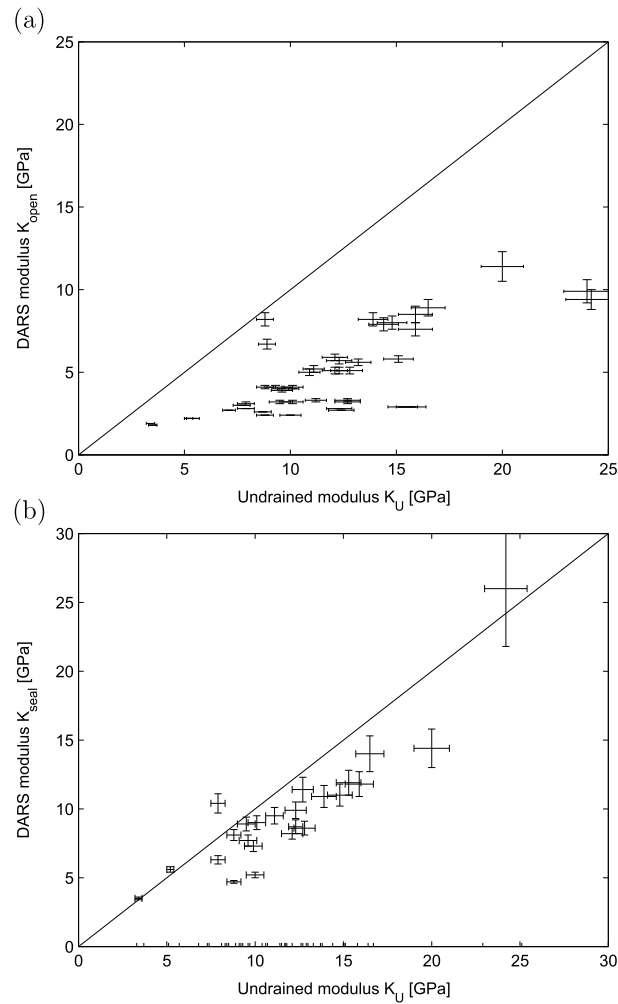 (a)
25
20
15
10
5
0
DARS modulus K_open [GPa]
0 5 10 15 20 25
Undrained modulus K_U [GPa]
(b)
30
25
20
15
10
5
0
DARS modulus K_seal [GPa]
0 5 10 15 20 25 30
Undrained modulus K_U [GPa]